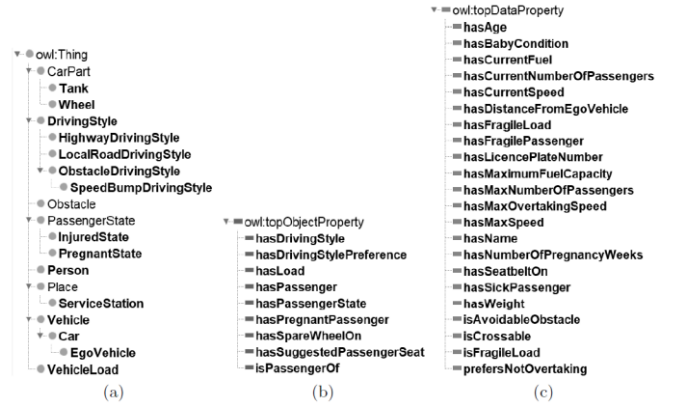 owl:Thing
CarPart
Tank
Wheel
DrivingStyle
HighwayDrivingStyle
LocalRoadDrivingStyle
ObstacleDrivingStyle
SpeedBumpDrivingStyle
Obstacle
PassengerState
InjuredState
PregnantState
Person
Place
ServiceStation
Vehicle
Car
EgoVehicle
VehicleLoad
(a)
owl:topObjectProperty
hasDrivingStyle
hasDrivingStylePreference
hasLoad
hasPassenger
hasPassengerState
hasPregnantPassenger
hasSpareWheelOn
hasSuggestedPassengerSeat
isPassengerOf
(b)
owl:topDataProperty
hasAge
hasBabyCondition
hasCurrentFuel
hasCurrentNumberOfPassengers
hasCurrentSpeed
hasDistanceFromEgoVehicle
hasFragileLoad
hasFragilePassenger
hasLicencePlateNumber
hasMaximumFuelCapacity
hasMaxNumberOfPassengers
hasMaxOvertakingSpeed
hasMaxSpeed
hasName
hasNumberOfPregnancyWeeks
hasSeatbeltOn
hasSickPassenger
hasWeight
isAvoidableObstacle
isCrossable
isFragileLoad
prefersNotOvertaking
(c)